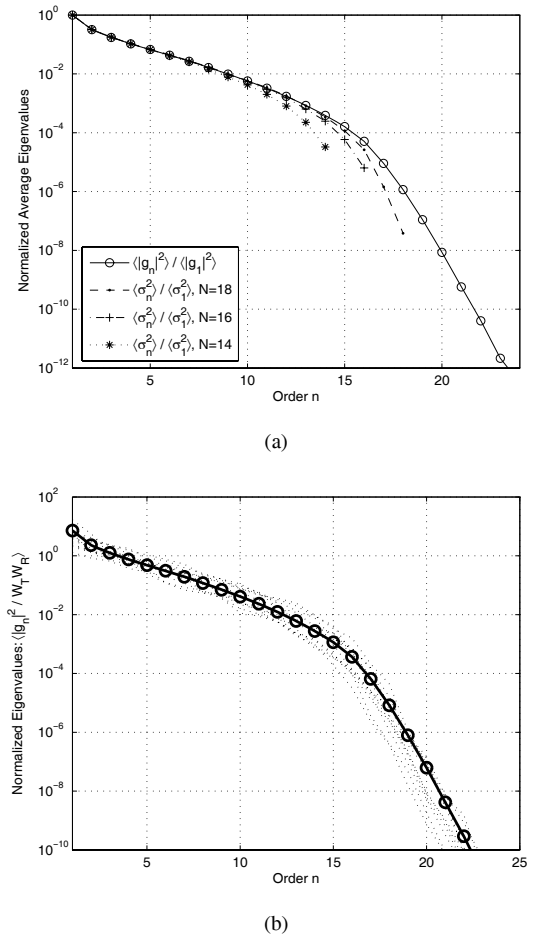 10^0
10^−2
10^−4
10^−6
10^−8
10^−10
10^−12
Normalized Average Eigenvalues
⟨|g_n|^2⟩ / ⟨|g_1|^2⟩
⟨σ_n^2⟩ / ⟨σ_1^2⟩, N=18
⟨σ_n^2⟩ / ⟨σ_1^2⟩, N=16
⟨σ_n^2⟩ / ⟨σ_1^2⟩, N=14
5 10 15 20
Order n
(a)
10^2
10^0
10^−2
10^−4
10^−6
10^−8
10^−10
Normalized Eigenvalues: ⟨|g_n|^2 / W_T W_R⟩
5 10 15 20 25
Order n
(b)